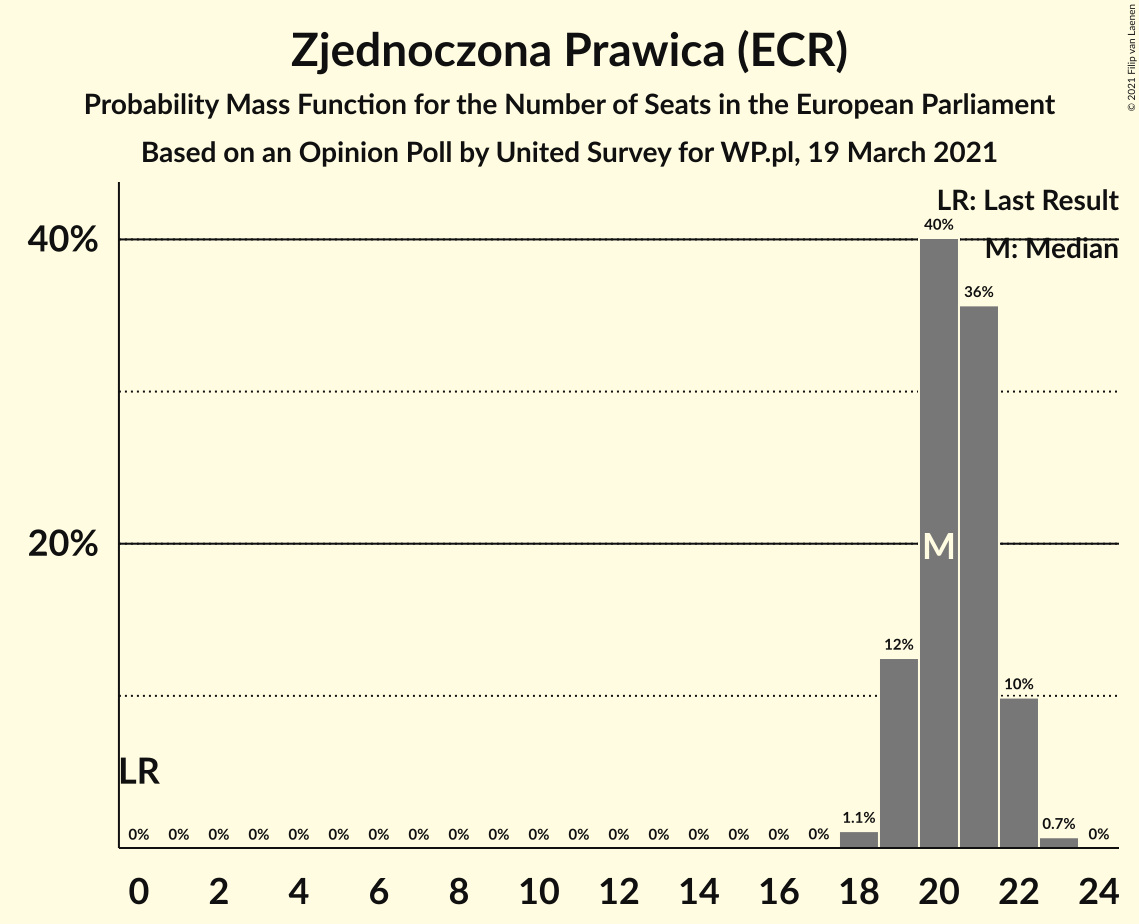 Zjednoczona Prawica (ECR)
Probability Mass Function for the Number of Seats in the European Parliament
Based on an Opinion Poll by United Survey for WP.pl, 19 March 2021
© 2021 Filip van Laenen
LR: Last Result
M: Median
40%
20%
40%
36%
M
12%
10%
LR
0% 0% 0% 0% 0% 0% 0% 0% 0% 0% 0% 0% 0% 0% 0% 0% 0% 0% 1.1% 0.7% 0%
0 2 4 6 8 10 12 14 16 18 20 22 24